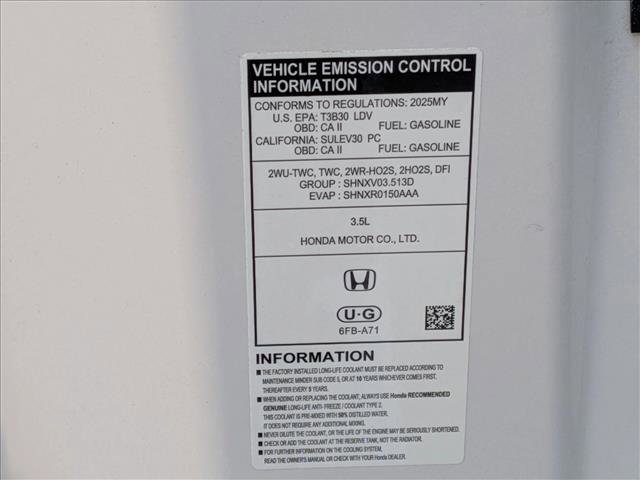 VEHICLE EMISSION CONTROL
INFORMATION
CONFORMS TO REGULATIONS: 2025MY
U.S. EPA: T3B30 LDV
OBD: CA II FUEL: GASOLINE
CALIFORNIA: SULEV30 PC
OBD: CA II FUEL: GASOLINE
2WU-TWC, TWC, 2WR-HO2S, 2HO2S, DFI
GROUP : SHNXV03.513D
EVAP : SHNXR0150AAA
3.5L
HONDA MOTOR CO., LTD.
U-G
6FB-A71
INFORMATION
■ THE FACTORY INSTALLED LONG-LIFE COOLANT MUST BE REPLACED ACCORDING TO
MAINTENANCE MINDER SUB CODE 5, OR AT 10 YEARS WHICHEVER COMES FIRST.
THEREAFTER EVERY 5 YEARS.
■ WHEN ADDING OR REPLACING THE COOLANT, ALWAYS USE Honda RECOMMENDED
GENUINE LONG-LIFE ANTI- FREEZE / COOLANT TYPE 2.
THIS COOLANT IS PRE-MIXED WITH 50% DISTILLED WATER.
IT DOES NOT REQUIRE ANY ADDITIONAL MIXING.
■ NEVER DILUTE THE COOLANT, OR THE LIFE OF THE ENGINE MAY BE SERIOUSLY SHORTENED.
■ CHECK OR ADD THE COOLANT AT THE RESERVE TANK, NOT THE RADIATOR.
■ FOR FURTHER INFORMATION ON THE COOLING SYSTEM,
READ THE OWNER'S MANUAL OR CHECK WITH YOUR Honda DEALER.